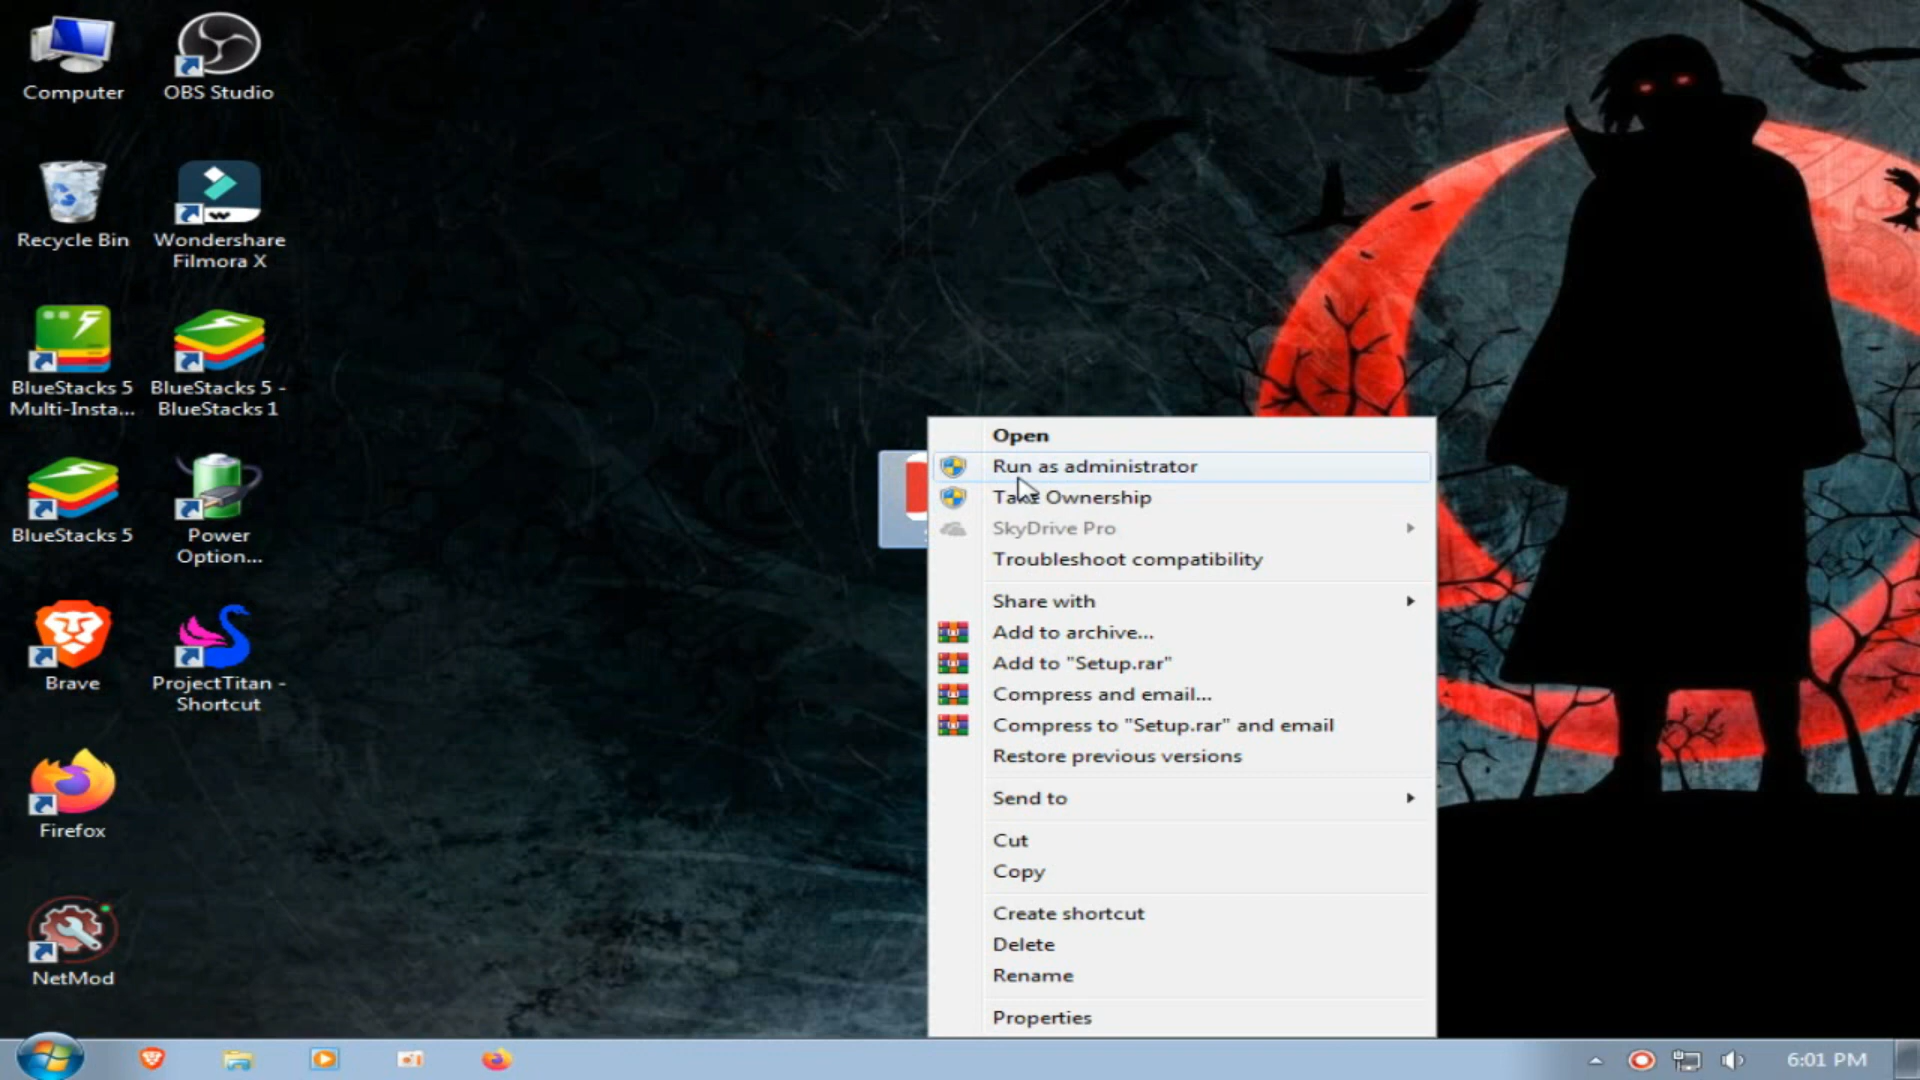 Computer
OBS Studio
Recycle Bin
Wondershare
Filmora X
BlueStacks 5
Multi-Insta...
BlueStacks 5 -
BlueStacks 1
BlueStacks 5
Power
Option...
Brave
ProjectTitan -
Shortcut
Firefox
NetMod
Open
Run as administrator
Take Ownership
SkyDrive Pro
Troubleshoot compatibility
Share with
Add to archive...
Add to "Setup.rar"
Compress and email...
Compress to "Setup.rar" and email
Restore previous versions
Send to
Cut
Copy
Create shortcut
Delete
Rename
Properties
6:01 PM